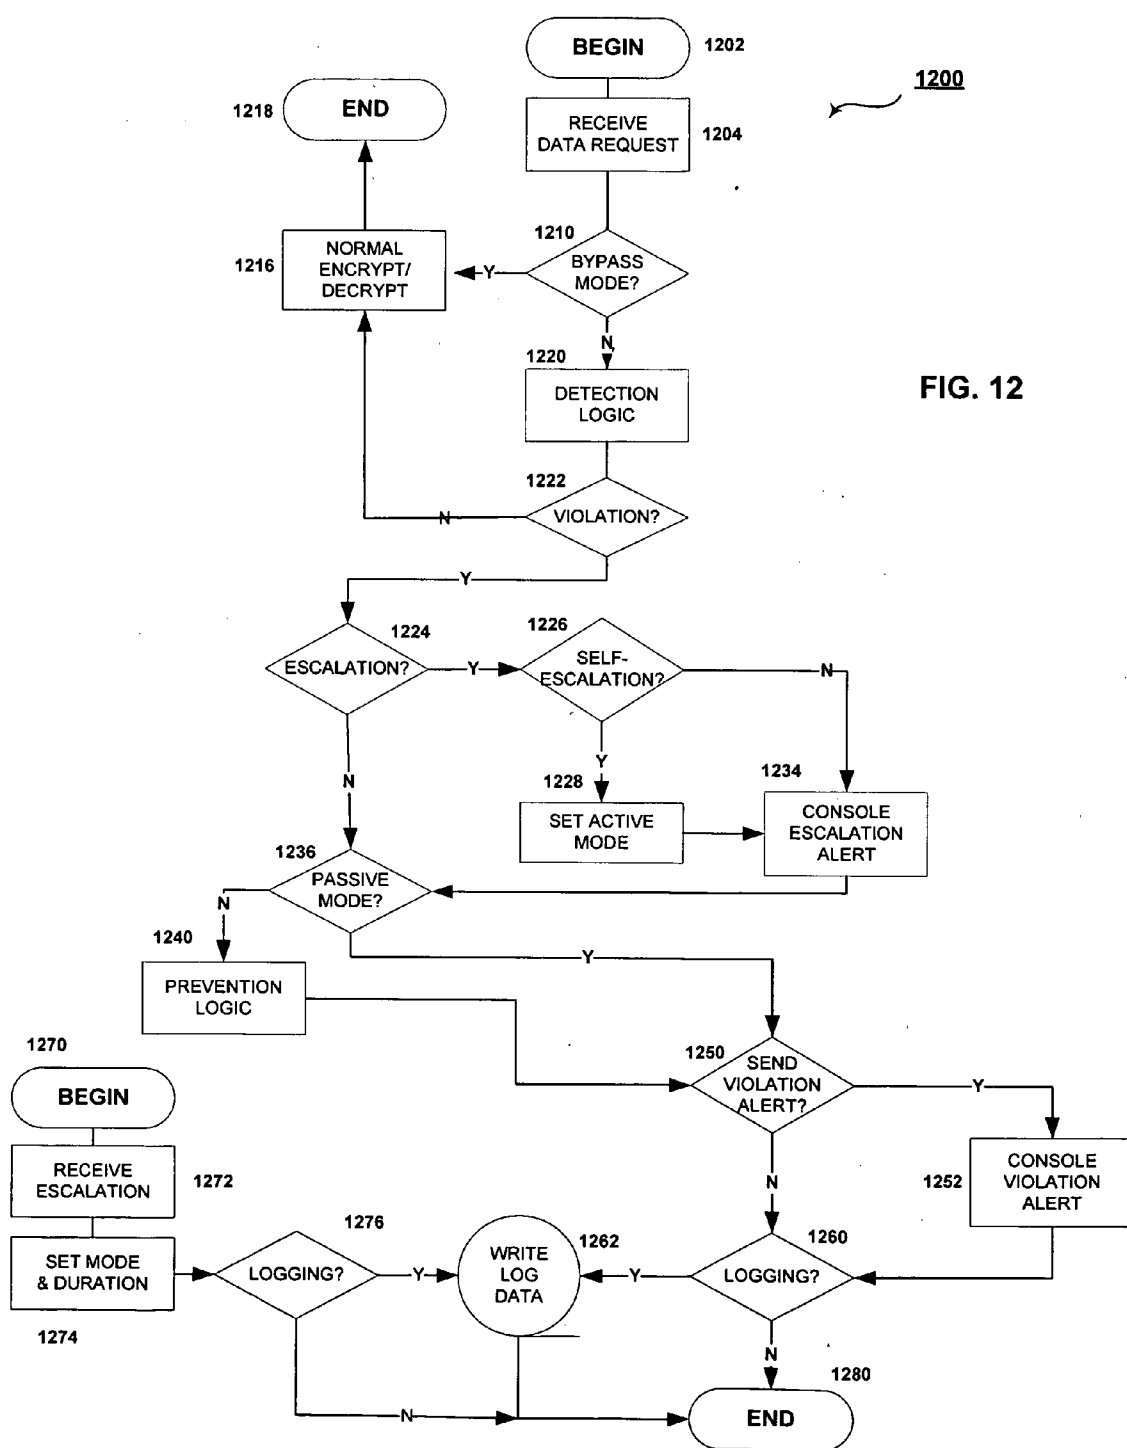 BEGIN
1202
1200
1218
END
RECEIVE
DATA REQUEST
1204
1210
BYPASS
MODE?
Y
1216
NORMAL
ENCRYPT/
DECRYPT
N
1220
DETECTION
LOGIC
FIG. 12
1222
VIOLATION?
N
Y
1224
ESCALATION?
Y
1226
SELF-
ESCALATION?
N
Y
N
1228
SET ACTIVE
MODE
1234
CONSOLE
ESCALATION
ALERT
1236
PASSIVE
MODE?
N
Y
1240
PREVENTION
LOGIC
1250
SEND
VIOLATION
ALERT?
Y
N
1252
CONSOLE
VIOLATION
ALERT
1270
BEGIN
RECEIVE
ESCALATION
1272
SET MODE
& DURATION
1274
1276
LOGGING?
Y
N
WRITE
LOG
DATA
1262
Y
1260
LOGGING?
N
1280
END